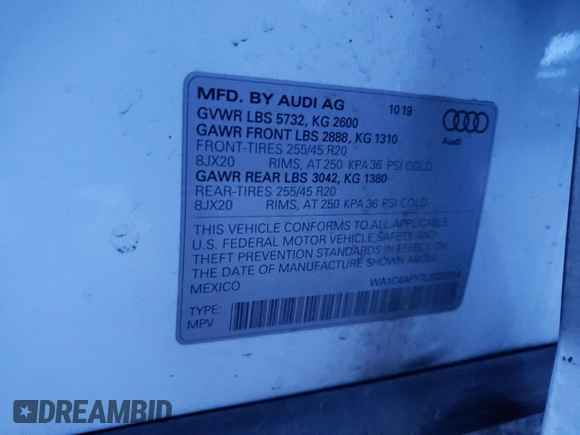 MFD. BY AUDI AG 10 19
GVWR LBS 5732, KG 2600
GAWR FRONT LBS 2888, KG 1310
FRONT-TIRES 255/45 R20
8JX20 RIMS, AT 250 KPA 36 PSI COLD
GAWR REAR LBS 3042, KG 1380
REAR-TIRES 255/45 R20
8JX20 RIMS, AT 250 KPA 36 PSI COLD
Audi
THIS VEHICLE CONFORMS TO ALL APPLICABLE
U.S. FEDERAL MOTOR VEHICLE SAFETY AND
THEFT PREVENTION STANDARDS IN EFFECT ON
THE DATE OF MANUFACTURE SHOWN ABOVE.
MEXICO
TYPE:
MPV
DREAMBID